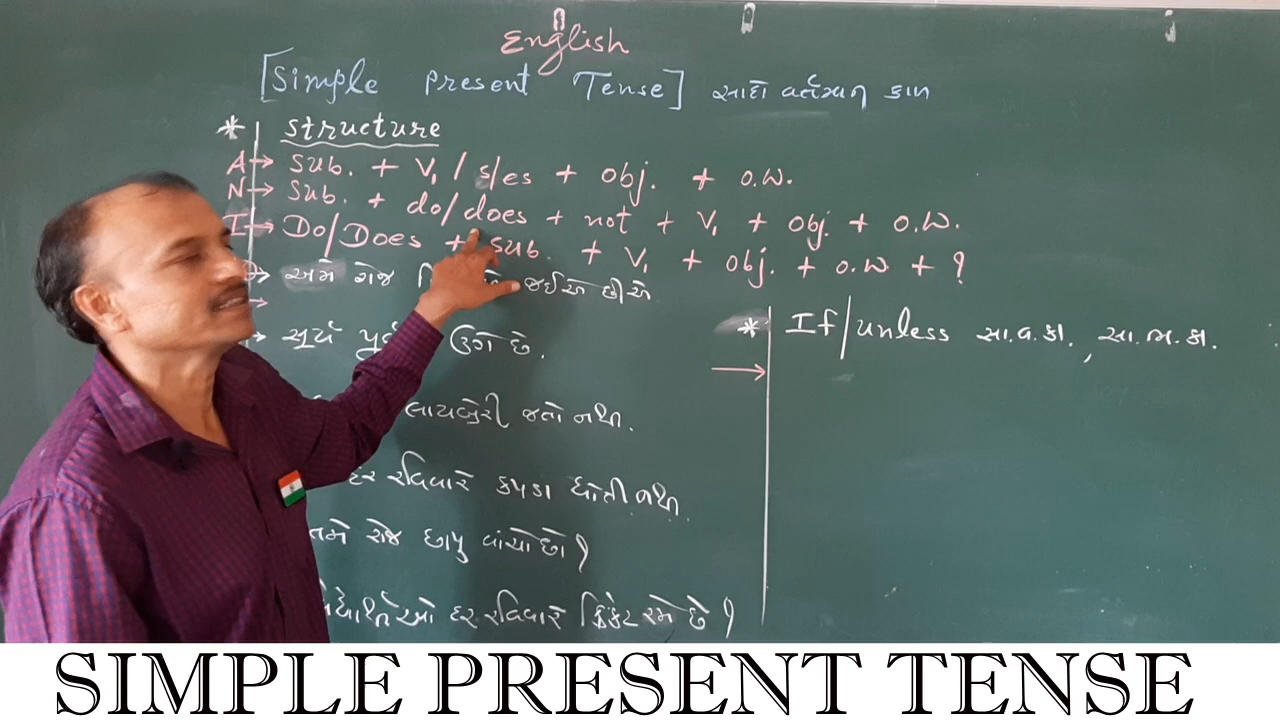 English
[Simple present Tense] સાદો વર્તમાન કાળ
* structure
A→ Sub. + V₁ / s/es + obj. + o.w.
N→ Sub. + do/does + not + V₁ + obj. + o.w.
I→ Do/Does + sub. + V₁ + obj. + o.w + ?
→ અમે રોજ જઈએ છીએ
→
→ સૂર્ય ઉગે છે.
લાયબ્રેરી જતો નથી.
દર રવિવારે કપડા ધોતી નથી.
તમે રોજ છાપુ વાંચો છો?
દર રવિવારે ક્રિકેટ રમે છે ?
* If/unless સા.વ.કા., સા.ભ.કા.
→
SIMPLE PRESENT TENSE